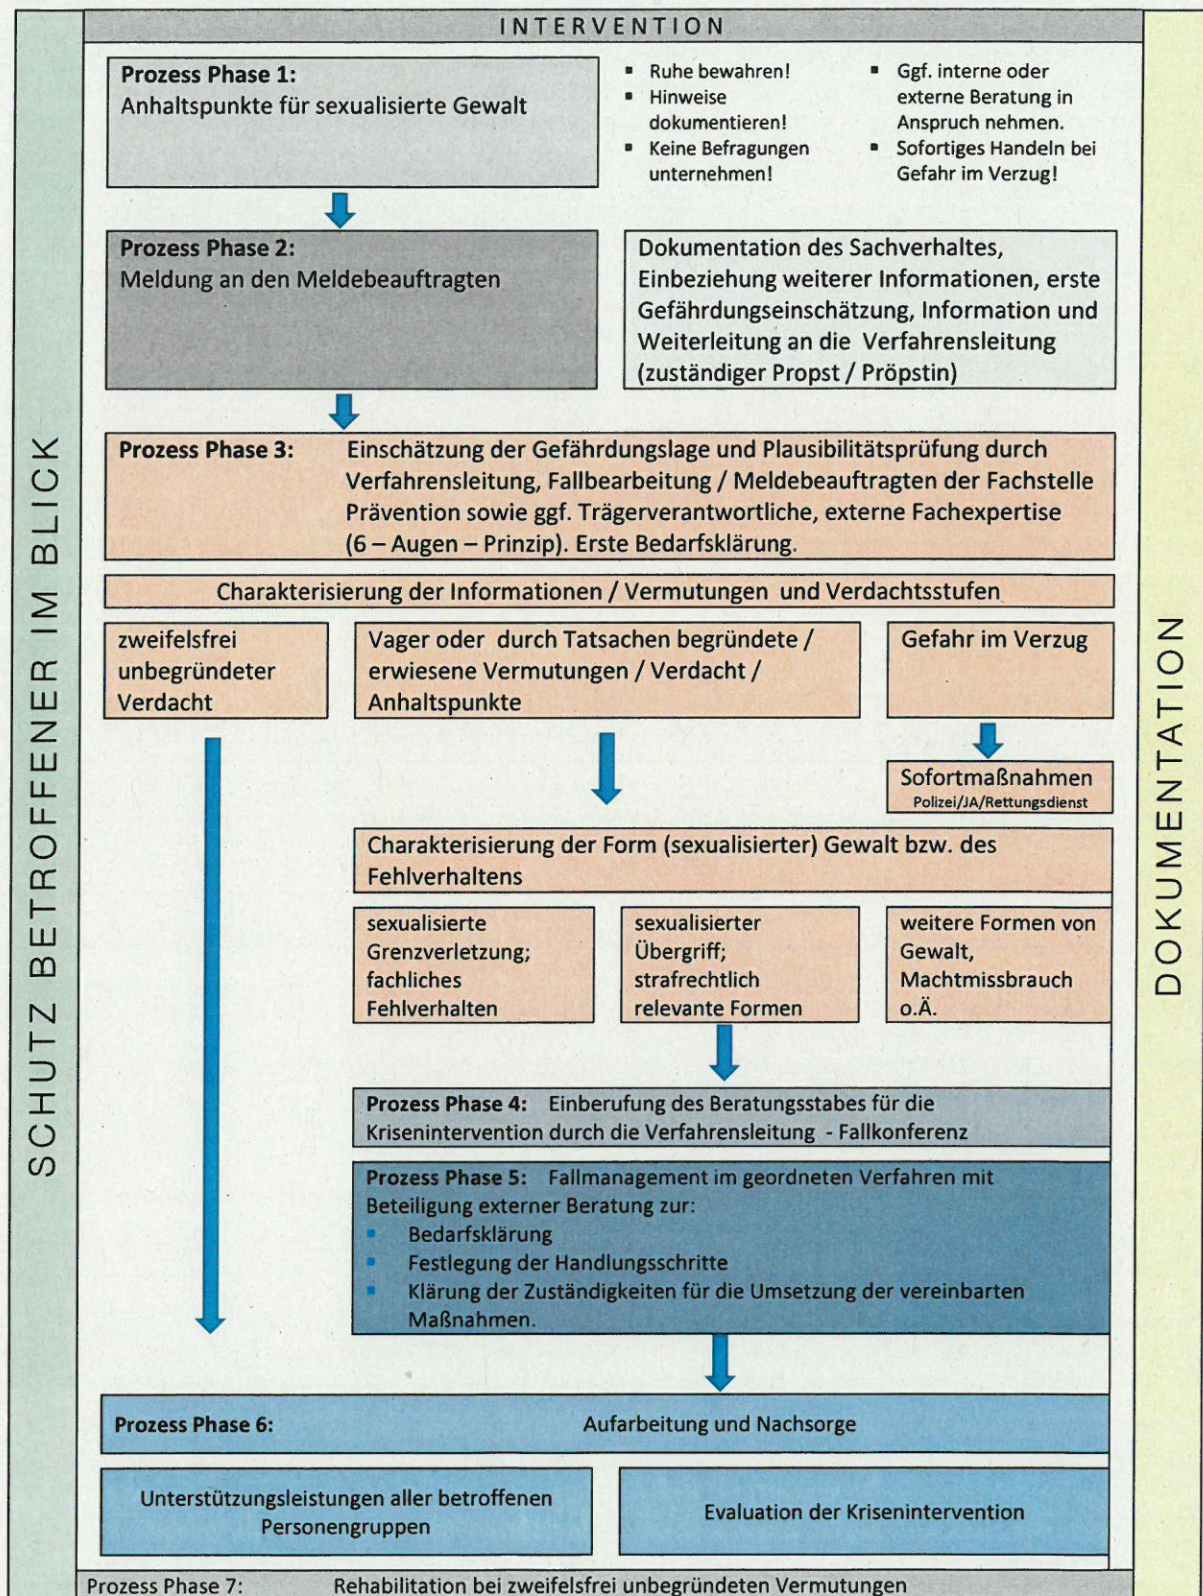 INTERVENTION
SCHUTZ BETROFFENER IM BLICK
DOKUMENTATION
Prozess Phase 1:
Anhaltspunkte für sexualisierte Gewalt
▪ Ruhe bewahren!
▪ Hinweise
dokumentieren!
▪ Keine Befragungen
unternehmen!
▪ Ggf. interne oder
externe Beratung in
Anspruch nehmen.
▪ Sofortiges Handeln bei
Gefahr im Verzug!
Prozess Phase 2:
Meldung an den Meldebeauftragten
Dokumentation des Sachverhaltes,
Einbeziehung weiterer Informationen, erste
Gefährdungseinschätzung, Information und
Weiterleitung an die Verfahrensleitung
(zuständiger Propst / Pröpstin)
Prozess Phase 3: Einschätzung der Gefährdungslage und Plausibilitätsprüfung durch
Verfahrensleitung, Fallbearbeitung / Meldebeauftragten der Fachstelle
Prävention sowie ggf. Trägerverantwortliche, externe Fachexpertise
(6 – Augen – Prinzip). Erste Bedarfsklärung.
Charakterisierung der Informationen / Vermutungen und Verdachtsstufen
zweifelsfrei
unbegründeter
Verdacht
Vager oder durch Tatsachen begründete /
erwiesene Vermutungen / Verdacht /
Anhaltspunkte
Gefahr im Verzug
Sofortmaßnahmen
Polizei/JA/Rettungsdienst
Charakterisierung der Form (sexualisierter) Gewalt bzw. des
Fehlverhaltens
sexualisierte
Grenzverletzung;
fachliches
Fehlverhalten
sexualisierter
Übergriff;
strafrechtlich
relevante Formen
weitere Formen von
Gewalt,
Machtmissbrauch
o.Ä.
Prozess Phase 4: Einberufung des Beratungsstabes für die
Krisenintervention durch die Verfahrensleitung - Fallkonferenz
Prozess Phase 5: Fallmanagement im geordneten Verfahren mit
Beteiligung externer Beratung zur:
▪ Bedarfsklärung
▪ Festlegung der Handlungsschritte
▪ Klärung der Zuständigkeiten für die Umsetzung der vereinbarten
Maßnahmen.
Prozess Phase 6: Aufarbeitung und Nachsorge
Unterstützungsleistungen aller betroffenen
Personengruppen
Evaluation der Krisenintervention
Prozess Phase 7: Rehabilitation bei zweifelsfrei unbegründeten Vermutungen